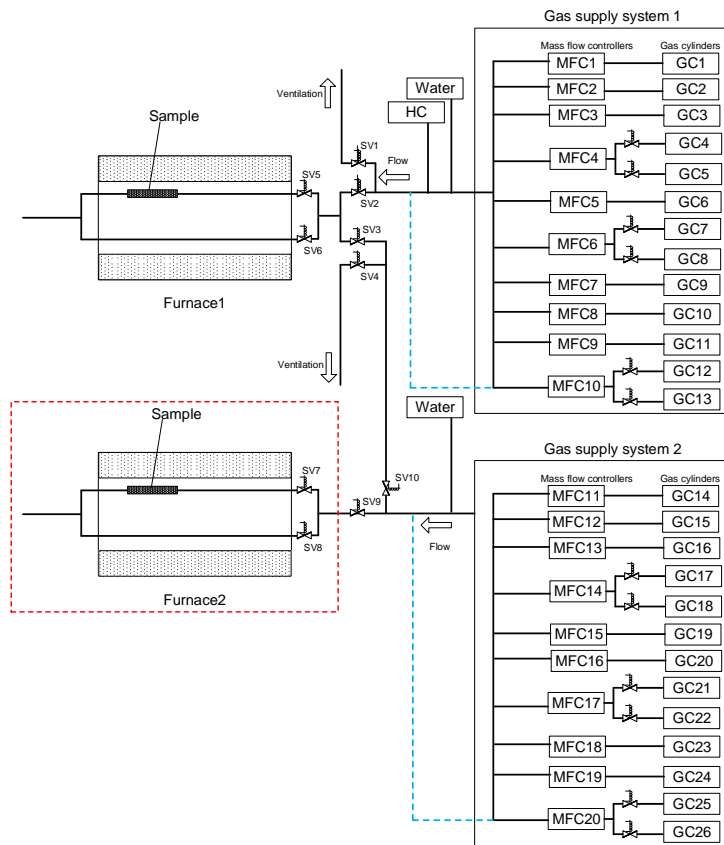 Gas supply system 1
Mass flow controllers
Gas cylinders
MFC1
GC1
MFC2
GC2
MFC3
GC3
MFC4
GC4
GC5
MFC5
GC6
MFC6
GC7
GC8
MFC7
GC9
MFC8
GC10
MFC9
GC11
MFC10
GC12
GC13
Water
HC
Ventilation
Flow
Sample
SV1
SV2
SV3
SV4
SV5
SV6
Furnace1
Ventilation
Water
Sample
SV7
SV8
SV9
SV10
Flow
Furnace2
Gas supply system 2
Mass flow controllers
Gas cylinders
MFC11
GC14
MFC12
GC15
MFC13
GC16
MFC14
GC17
GC18
MFC15
GC19
MFC16
GC20
MFC17
GC21
GC22
MFC18
GC23
MFC19
GC24
MFC20
GC25
GC26